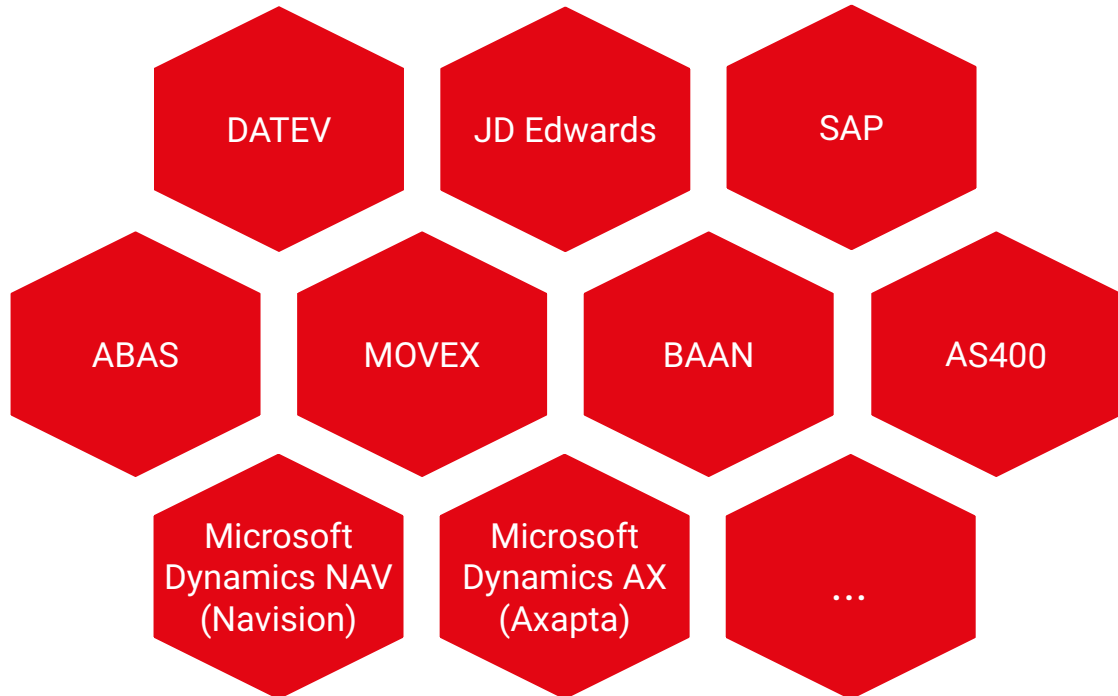 DATEV
JD Edwards
SAP
ABAS
MOVEX
BAAN
AS400
Microsoft
Dynamics NAV
(Navision)
Microsoft
Dynamics AX
(Axapta)
...